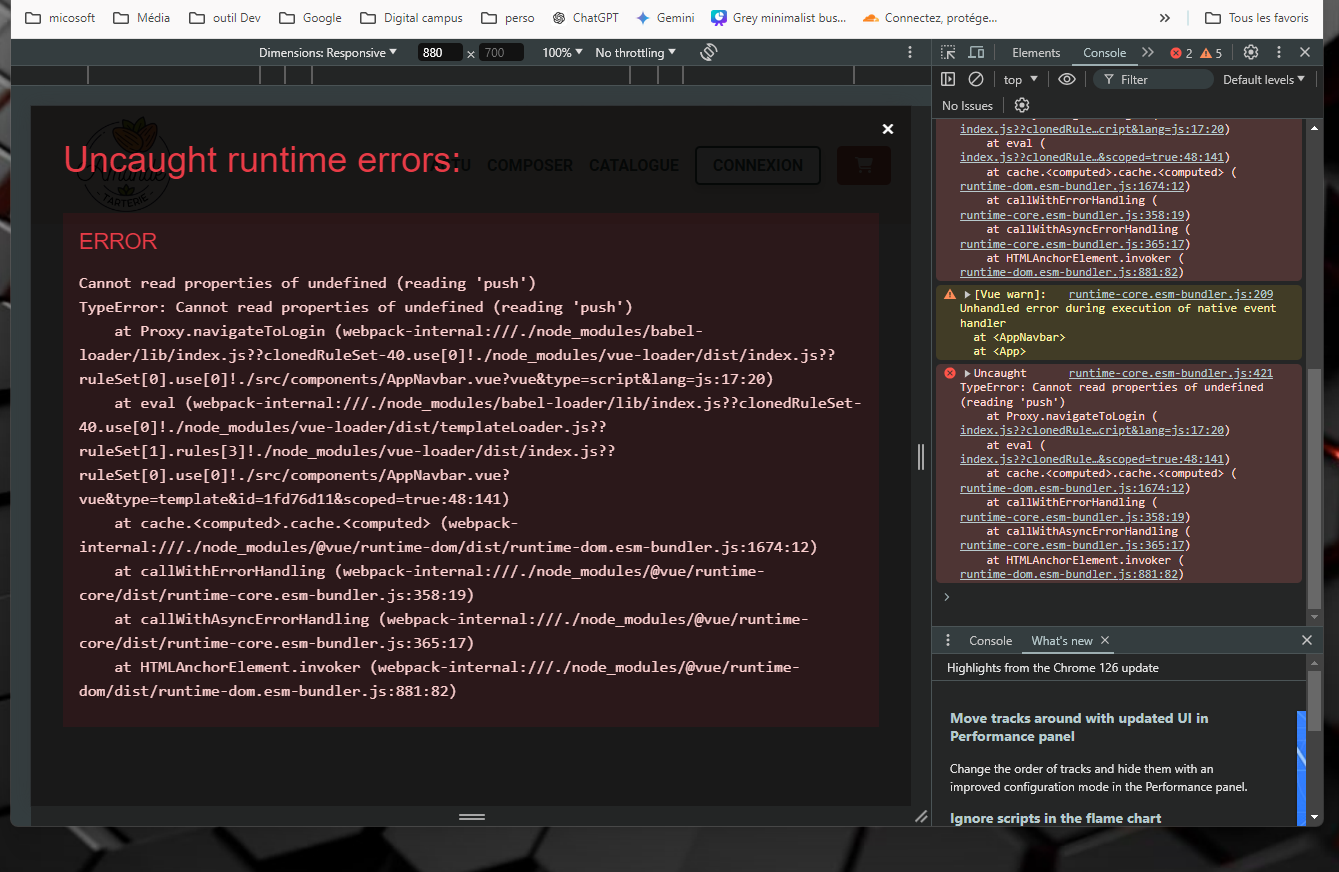 micosoft
Média
outil Dev
Google
Digital campus
perso
ChatGPT
Gemini
Grey minimalist bus...
Connectez, protége...
»
Tous les favoris
Dimensions: Responsive
880
×
700
100%
No throttling
Elements
Console
»
2
5
top
Filter
Default levels
No Issues
Uncaught runtime errors:
COMPOSER
CATALOGUE
CONNEXION
TARTERIE
ERROR
Cannot read properties of undefined (reading 'push')
TypeError: Cannot read properties of undefined (reading 'push')
at Proxy.navigateToLogin (webpack-internal:///./node_modules/babel-
loader/lib/index.js??clonedRuleSet-40.use[0]!./node_modules/vue-loader/dist/index.js??
ruleSet[0].use[0]!./src/components/AppNavbar.vue?vue&type=script&lang=js:17:20)
at eval (webpack-internal:///./node_modules/babel-loader/lib/index.js??clonedRuleSet-
40.use[0]!./node_modules/vue-loader/dist/templateLoader.js??
ruleSet[1].rules[3]!./node_modules/vue-loader/dist/index.js??
ruleSet[0].use[0]!./src/components/AppNavbar.vue?
vue&type=template&id=1fd76d11&scoped=true:48:141)
at cache.<computed>.cache.<computed> (webpack-
internal:///./node_modules/@vue/runtime-dom/dist/runtime-dom.esm-bundler.js:1674:12)
at callWithErrorHandling (webpack-internal:///./node_modules/@vue/runtime-
core/dist/runtime-core.esm-bundler.js:358:19)
at callWithAsyncErrorHandling (webpack-internal:///./node_modules/@vue/runtime-
core/dist/runtime-core.esm-bundler.js:365:17)
at HTMLAnchorElement.invoker (webpack-internal:///./node_modules/@vue/runtime-
dom/dist/runtime-dom.esm-bundler.js:881:82)
index.js??clonedRule…cript&lang=js:17:20)
at eval (
index.js??clonedRule…&scoped=true:48:141)
at cache.<computed>.cache.<computed> (
runtime-dom.esm-bundler.js:1674:12)
at callWithErrorHandling (
runtime-core.esm-bundler.js:358:19)
at callWithAsyncErrorHandling (
runtime-core.esm-bundler.js:365:17)
at HTMLAnchorElement.invoker (
runtime-dom.esm-bundler.js:881:82)
[Vue warn]: runtime-core.esm-bundler.js:209
Unhandled error during execution of native event
handler
at <AppNavbar>
at <App>
Uncaught runtime-core.esm-bundler.js:421
TypeError: Cannot read properties of undefined
(reading 'push')
at Proxy.navigateToLogin (
index.js??clonedRule…cript&lang=js:17:20)
at eval (
index.js??clonedRule…&scoped=true:48:141)
at cache.<computed>.cache.<computed> (
runtime-dom.esm-bundler.js:1674:12)
at callWithErrorHandling (
runtime-core.esm-bundler.js:358:19)
at callWithAsyncErrorHandling (
runtime-core.esm-bundler.js:365:17)
at HTMLAnchorElement.invoker (
runtime-dom.esm-bundler.js:881:82)
Console
What's new
Highlights from the Chrome 126 update
Move tracks around with updated UI in
Performance panel
Change the order of tracks and hide them with an
improved configuration mode in the Performance panel.
Ignore scripts in the flame chart